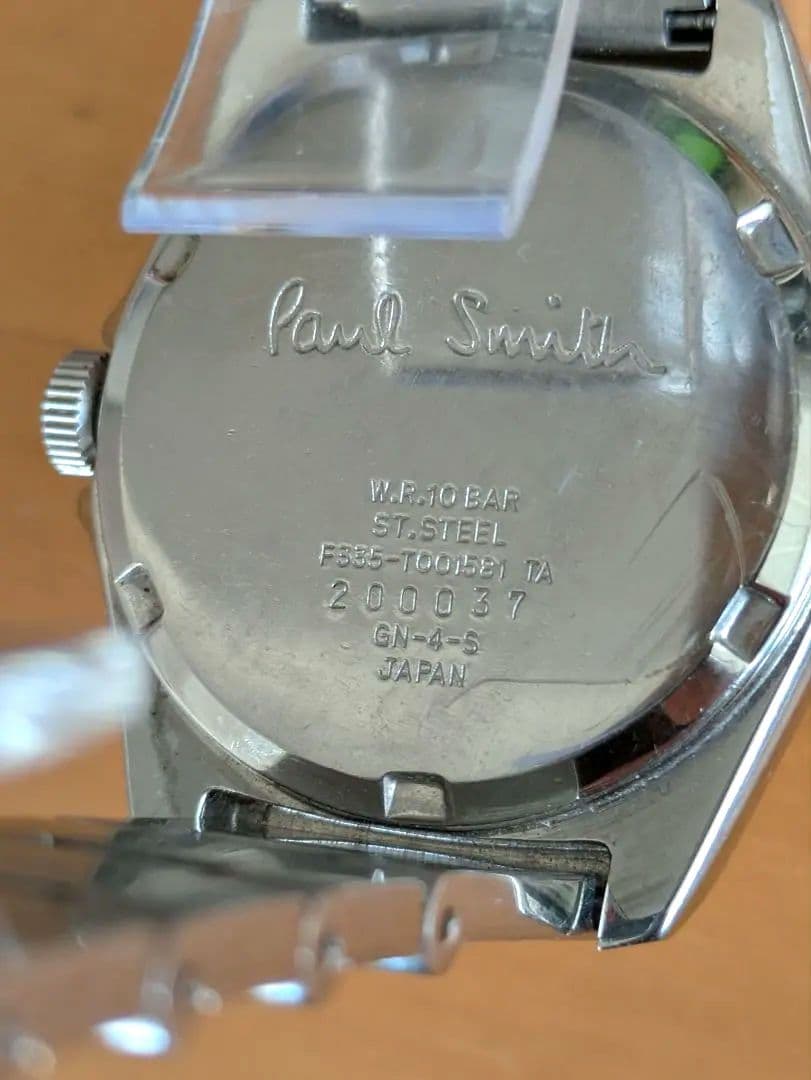 Paul Smith
W.R.10 BAR
ST.STEEL
F335-T001581 TA
200037
GN-4-S
JAPAN